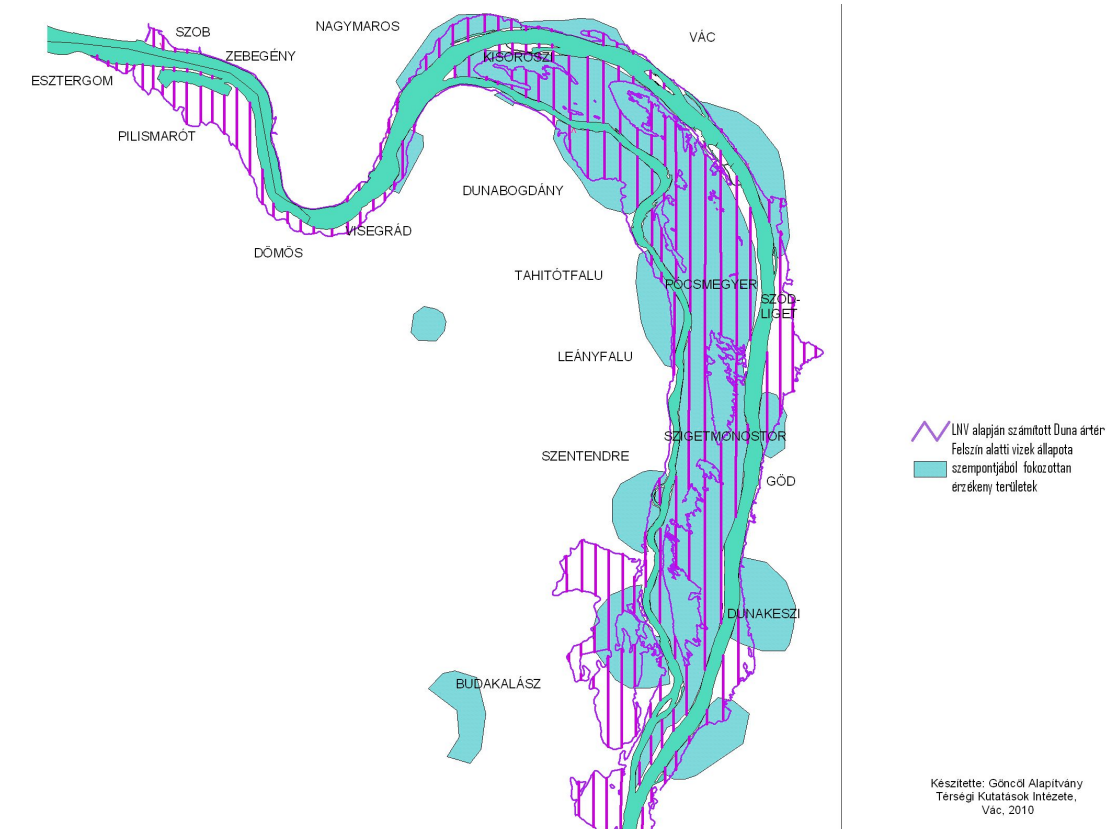 NAGYMAROS
SZOB
VÁC
ZEBEGÉNY
KISOROSZI
ESZTERGOM
PILISMARÓT
DUNABOGDÁNY
VISEGRÁD
DÖMÖS
TAHITÓTFALU
PÓCSMEGYER
SZŐD-
LIGET
LEÁNYFALU
SZIGETMONOSTOR
SZENTENDRE
GÖD
DUNAKESZI
BUDAKALÁSZ
LNV alapján számított Duna ártér
Felszín alatti vizek állapota
szempontjából fokozottan
érzékeny területek
Készítette: Göncöl Alapítvány
Térségi Kutatások Intézete,
Vác, 2010